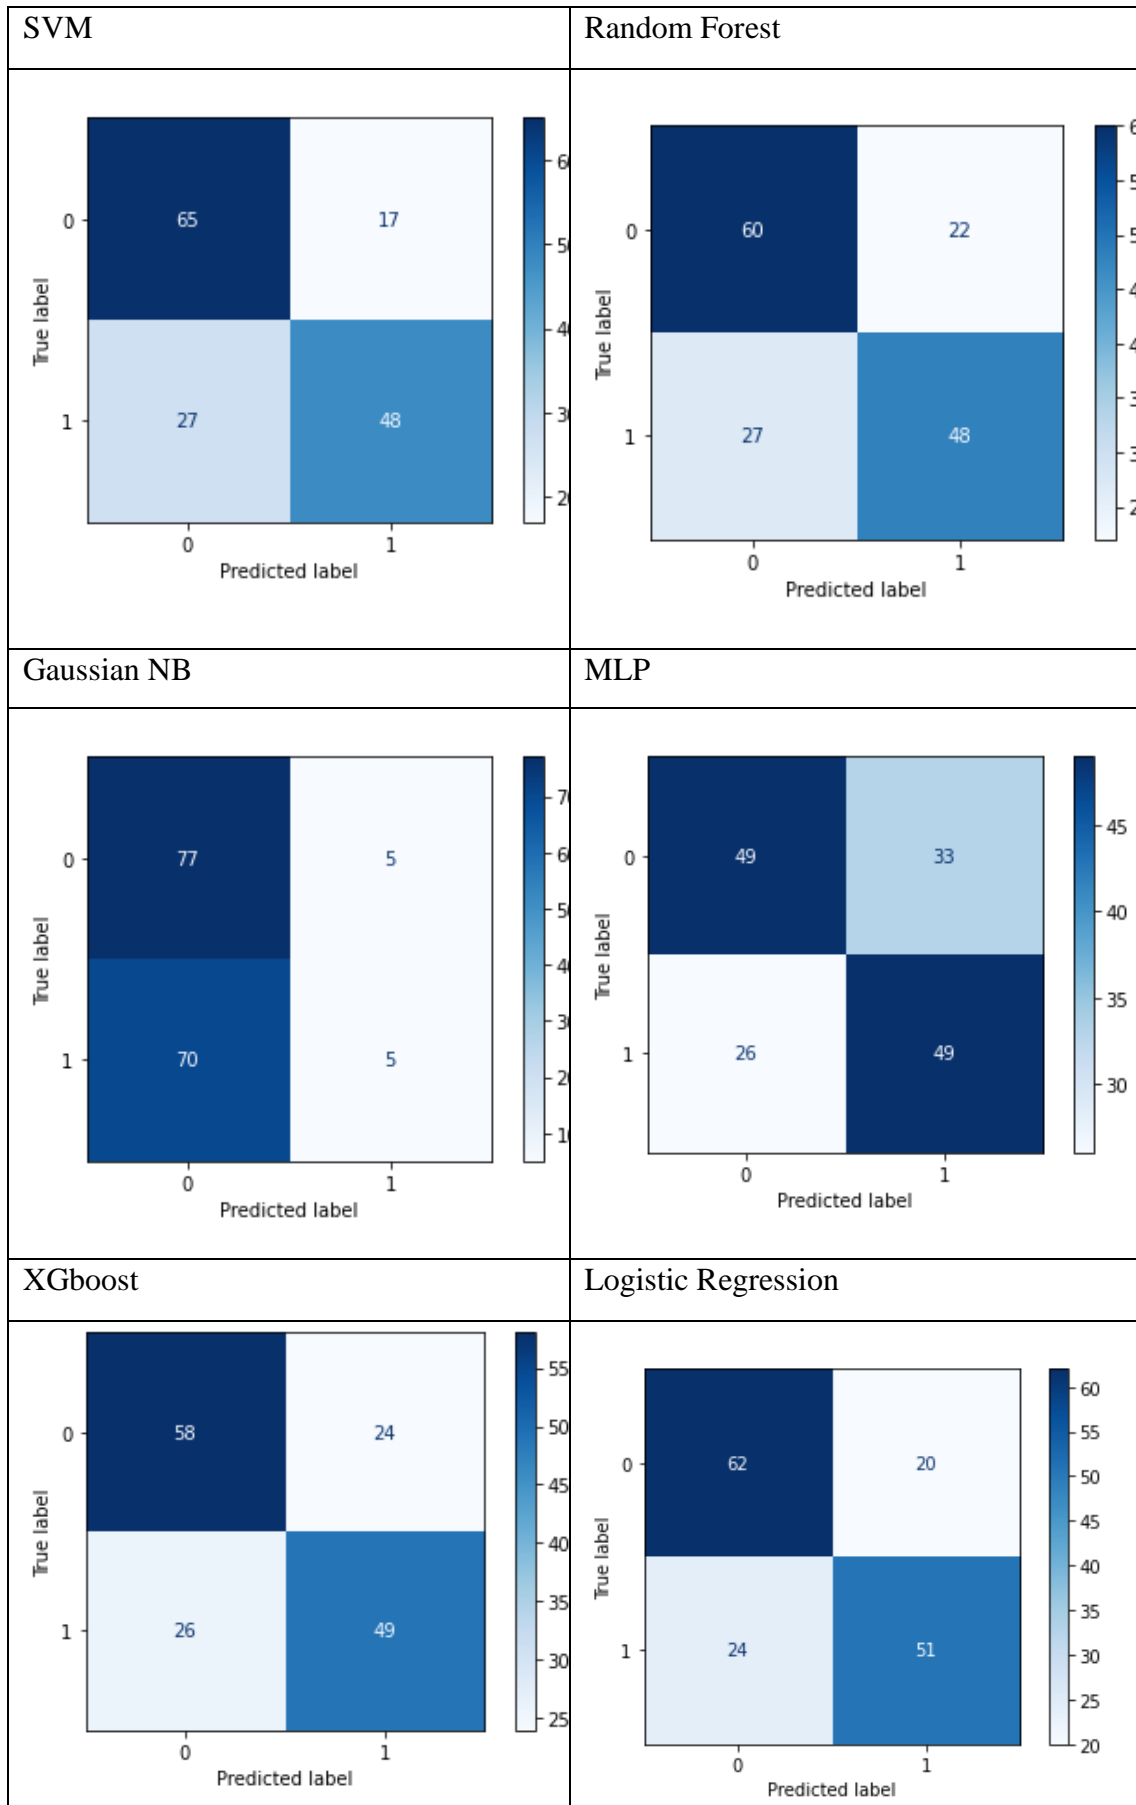 SVM
Random Forest
65 17
27 48
0
1
True label
0 1
Predicted label
60 22
27 48
0
1
True label
0 1
Predicted label
Gaussian NB
MLP
77 5
70 5
0
1
True label
0 1
Predicted label
49 33
26 49
0
1
True label
0 1
Predicted label
45
40
35
30
XGboost
Logistic Regression
58 24
26 49
0
1
True label
0 1
Predicted label
55
50
45
40
35
30
25
62 20
24 51
0
1
True label
0 1
Predicted label
60
55
50
45
40
35
30
25
20